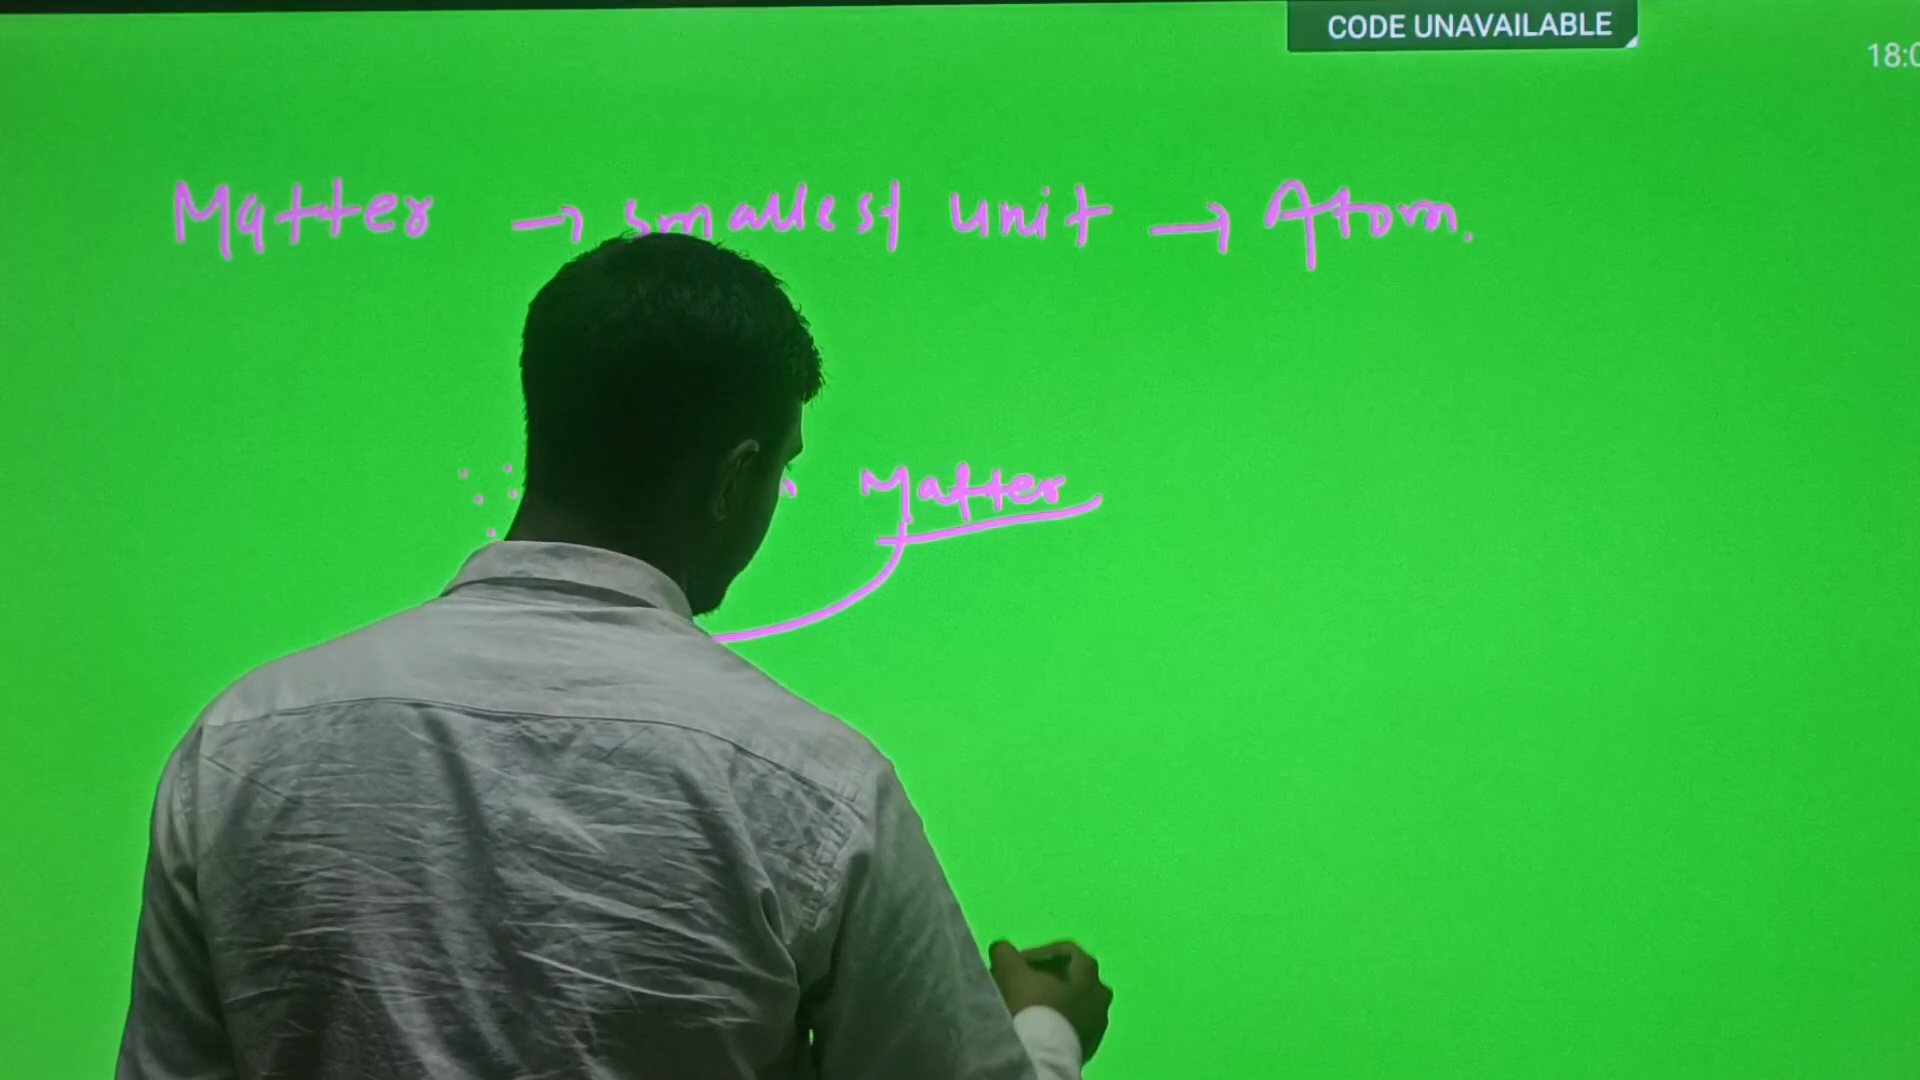 CODE UNAVAILABLE
18:0
Matter → smallest unit → Atom.
Matter